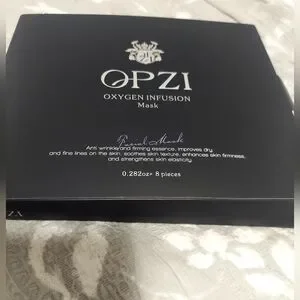 OPZI
OXYGEN INFUSION
Mask
Facial Mask
Anti wrinkle and firming essence, improves dry
and fine lines on the skin, soothes skin texture, enhances skin firmness,
and strengthens skin elasticity
0.282oz* 8 pieces